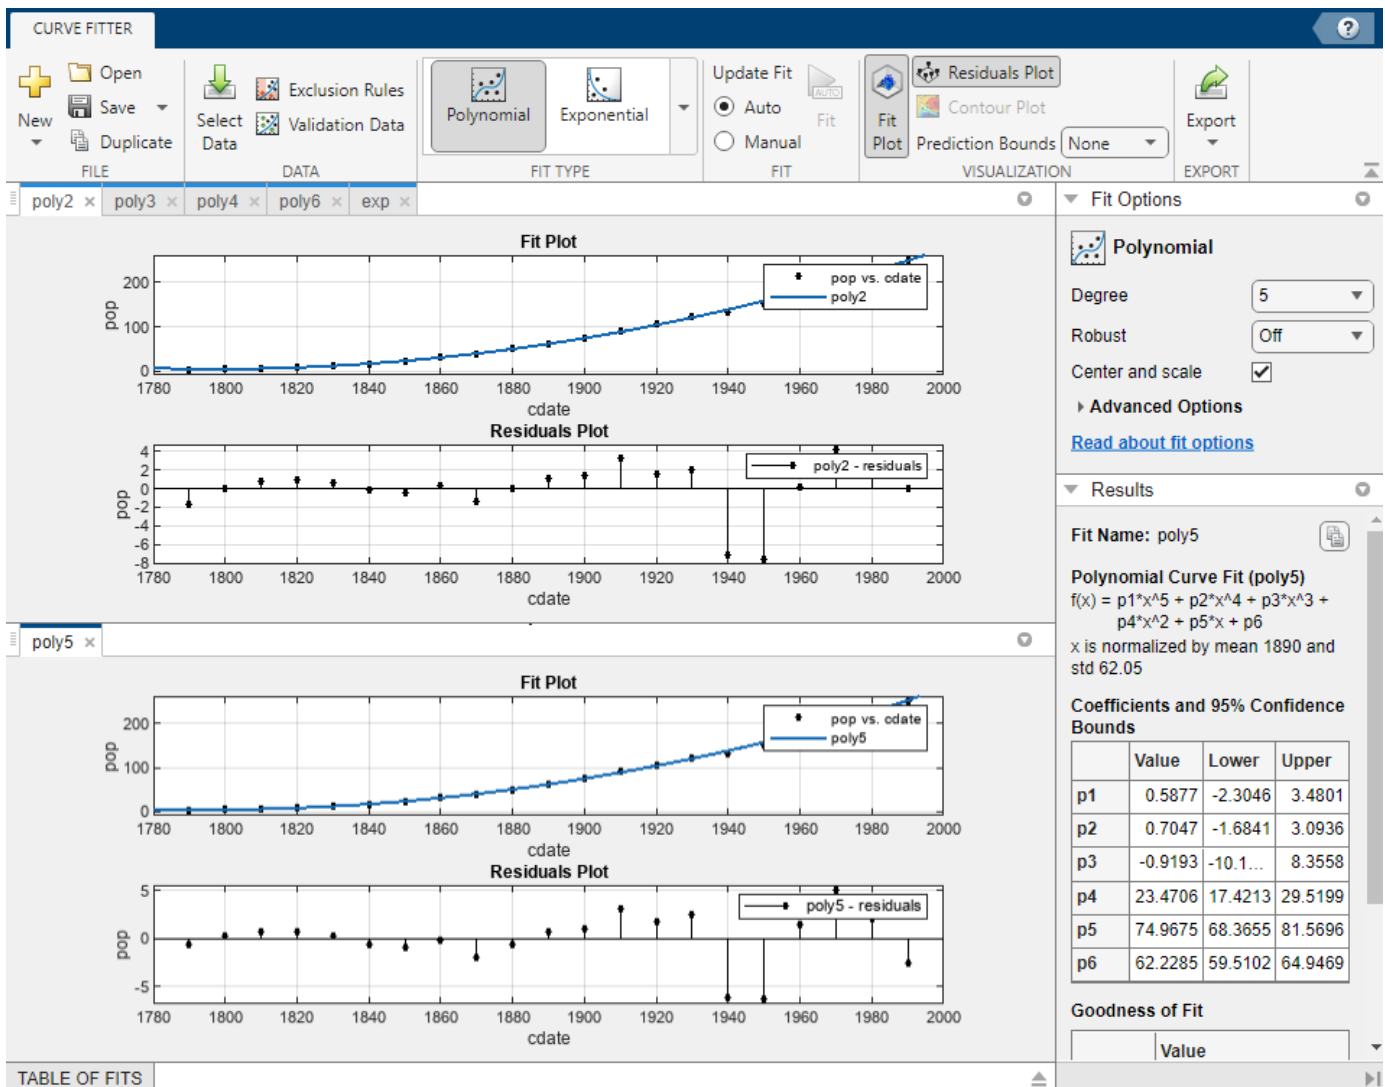 CURVE FITTER
?
New
Open
Save
Duplicate
FILE
Select
Data
Exclusion Rules
Validation Data
DATA
Polynomial
Exponential
FIT TYPE
Update Fit
Auto
Manual
AUTO
Fit
FIT
Fit
Plot
Residuals Plot
Contour Plot
Prediction Bounds None
VISUALIZATION
Export
EXPORT
poly2 × poly3 × poly4 × poly6 × exp ×
Fit Plot
200
100
0
pop
pop vs. cdate
poly2
1780 1800 1820 1840 1860 1880 1900 1920 1940 1960 1980 2000
cdate
Residuals Plot
4
2
0
-2
-4
-6
-8
pop
poly2 - residuals
1780 1800 1820 1840 1860 1880 1900 1920 1940 1960 1980 2000
cdate
poly5 ×
Fit Plot
200
100
0
pop
pop vs. cdate
poly5
1780 1800 1820 1840 1860 1880 1900 1920 1940 1960 1980 2000
cdate
Residuals Plot
5
0
-5
pop
poly5 - residuals
1780 1800 1820 1840 1860 1880 1900 1920 1940 1960 1980 2000
cdate
TABLE OF FITS
Fit Options
Polynomial
Degree 5
Robust Off
Center and scale
Advanced Options
Read about fit options
Results
Fit Name: poly5
Polynomial Curve Fit (poly5)
f(x) = p1*x^5 + p2*x^4 + p3*x^3 +
p4*x^2 + p5*x + p6
x is normalized by mean 1890 and
std 62.05
Coefficients and 95% Confidence
Bounds
Value Lower Upper
p1 0.5877 -2.3046 3.4801
p2 0.7047 -1.6841 3.0936
p3 -0.9193 -10.1... 8.3558
p4 23.4706 17.4213 29.5199
p5 74.9675 68.3655 81.5696
p6 62.2285 59.5102 64.9469
Goodness of Fit
Value